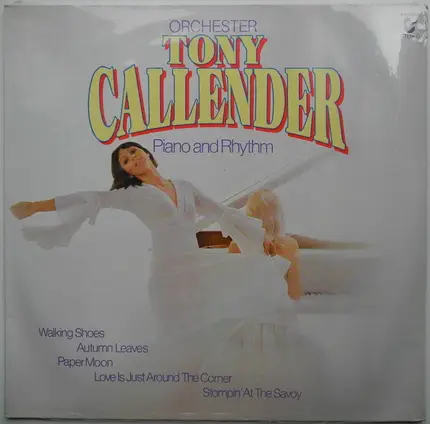 ORCHESTER
TONY
CALLENDER
Piano and Rhythm
Walking Shoes
Autumn Leaves
Paper Moon
Love Is Just Around The Corner
Stompin' At The Savoy